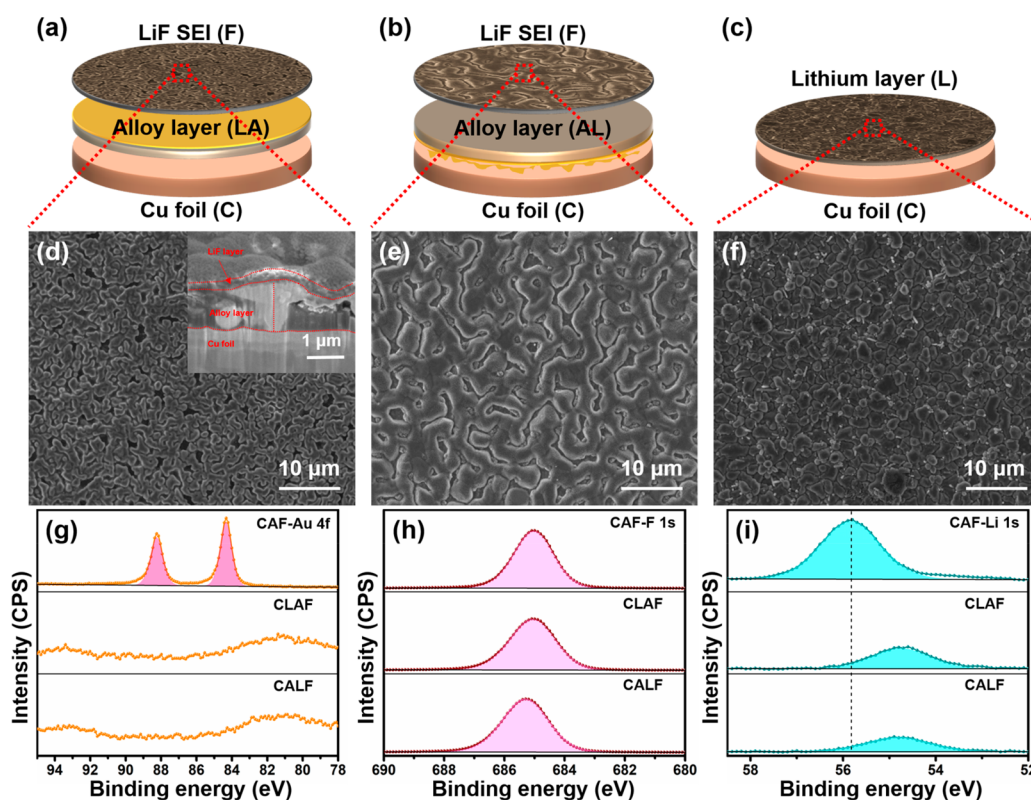 (a)
LiF SEI (F)
Alloy layer (LA)
Cu foil (C)
(b)
LiF SEI (F)
Alloy layer (AL)
Cu foil (C)
(c)
Lithium layer (L)
Cu foil (C)
(d)
LiF layer
Alloy layer
Cu foil
1 μm
10 μm
(e)
10 μm
(f)
10 μm
(g)
CAF-Au 4f
CLAF
CALF
Intensity (CPS)
94 92 90 88 86 84 82 80 78
Binding energy (eV)
(h)
CAF-F 1s
CLAF
CALF
Intensity (CPS)
690 688 686 684 682 680
Binding energy (eV)
(i)
CAF-Li 1s
CLAF
CALF
Intensity (CPS)
58 56 54 52
Binding energy (eV)